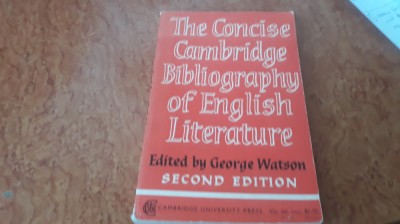 The Concise
Cambridge
Bibliography
of English
Literature
Edited by George Watson
SECOND EDITION
CAMBRIDGE UNIVERSITY PRESS